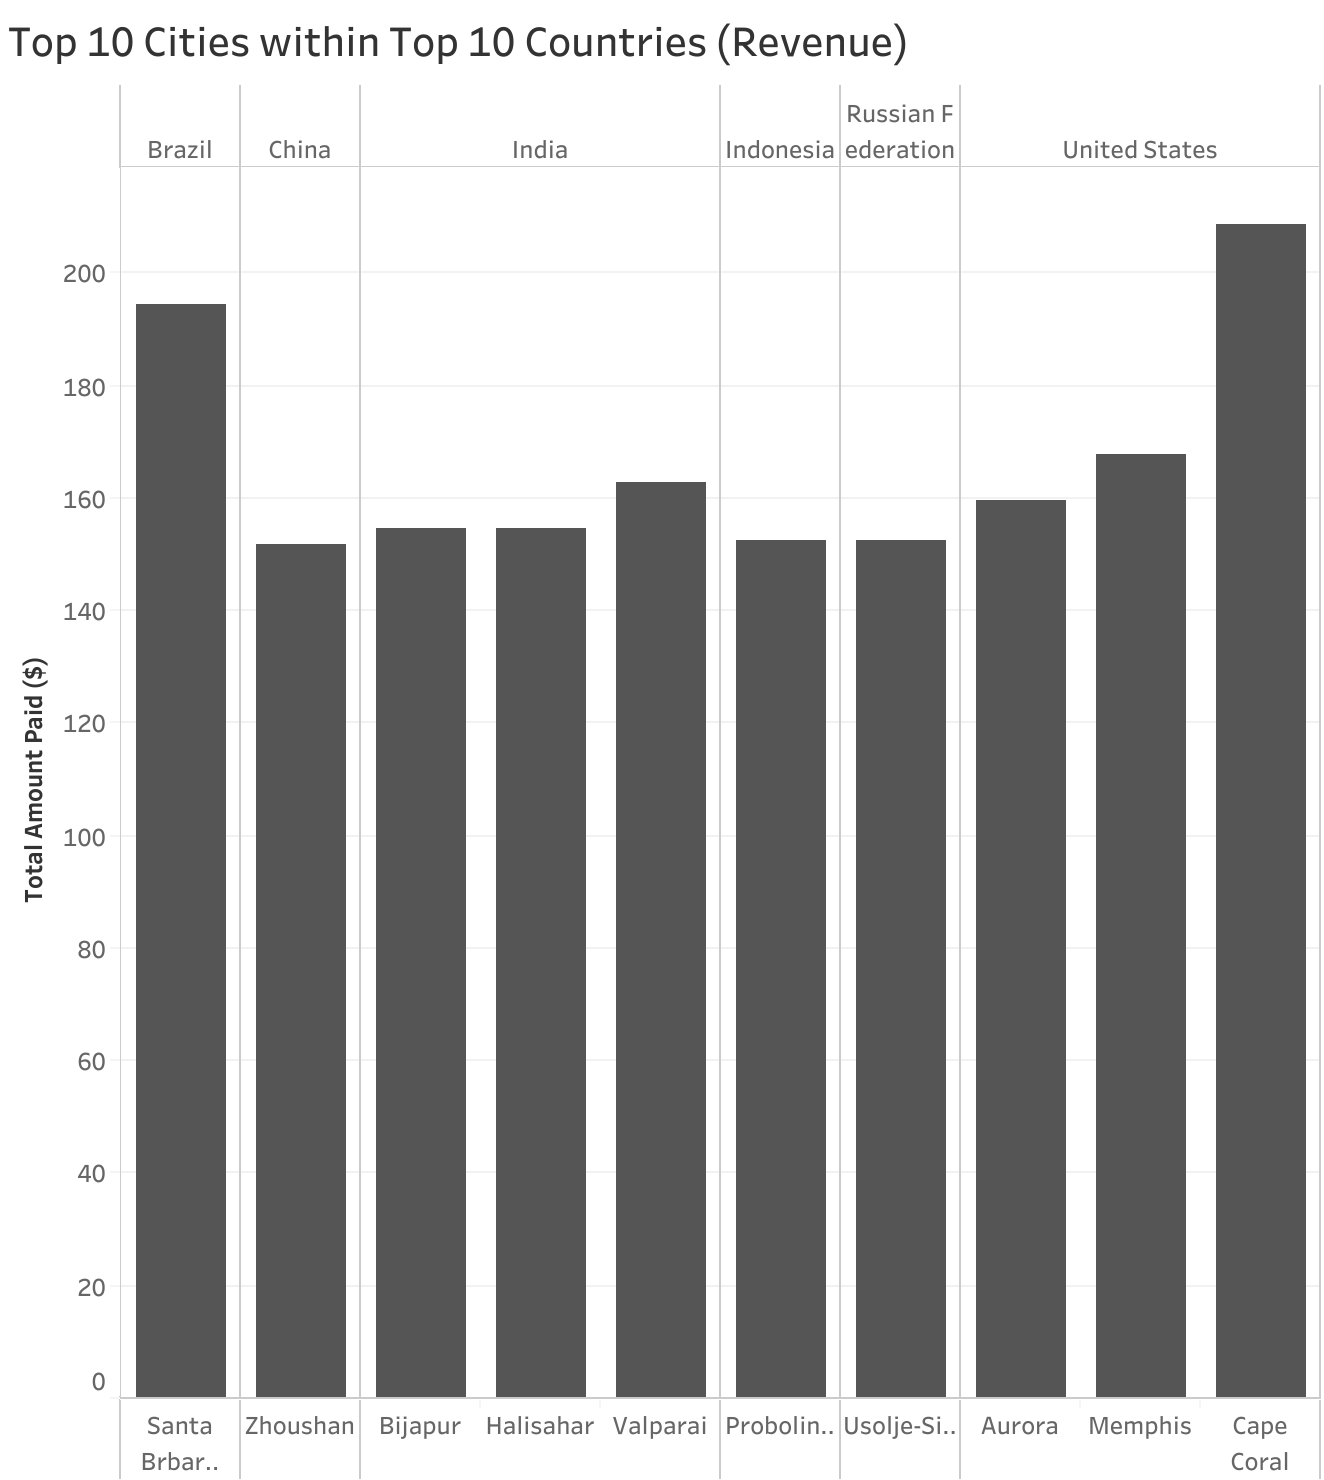 Top 10 Cities within Top 10 Countries (Revenue)
Brazil
China
India
Indonesia
Russian F
ederation
United States
Total Amount Paid ($)
200
180
160
140
120
100
80
60
40
20
0
Santa
Brbar..
Zhoushan
Bijapur
Halisahar
Valparai
Probolin..
Usolje-Si..
Aurora
Memphis
Cape
Coral